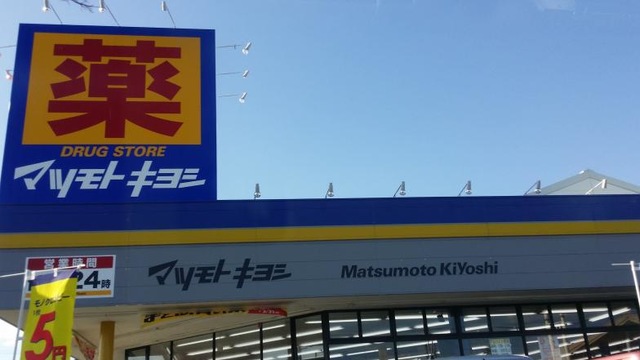 薬
DRUG STORE
マツモトキヨシ
営業時間
24時
マツモトキヨシ
Matsumoto KiYoshi
5円